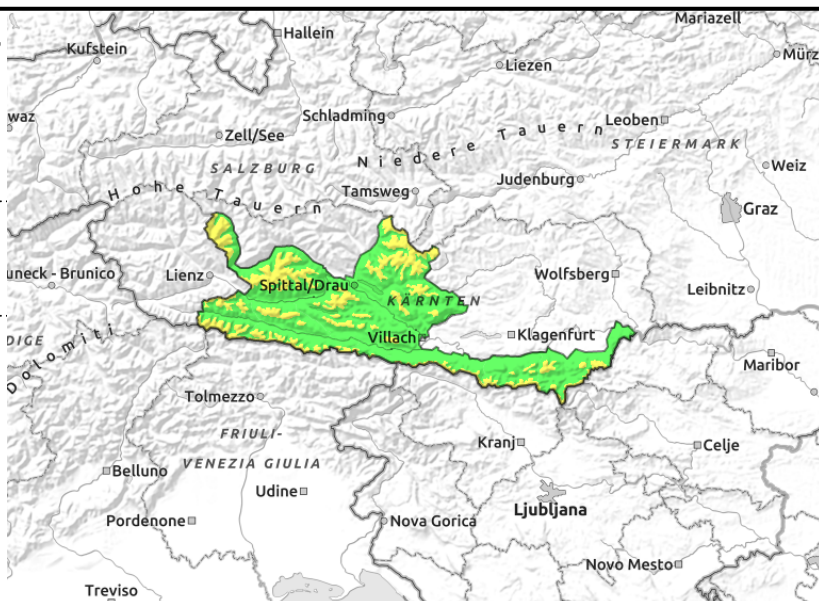 Mariazell
Hallein
Kufstein
Mürz
Liezen
waz
Schladming
Leoben
Zell/See
Niedere Tauern
STEIERMARK
SALZBURG
Weiz
Hohe Tauern
Tamsweg
Judenburg
Graz
uneck - Brunico
Lienz
Wolfsberg
Spittal/Drau
Leibnitz
KÄRNTEN
DIGE
Villach
Klagenfurt
Dolomiti
Maribor
Tolmezzo
FRIULI-
VENEZIA GIULIA
Kranj
Celje
Belluno
Udine
Ljubljana
Pordenone
Nova Gorica
Novo Mesto
Treviso